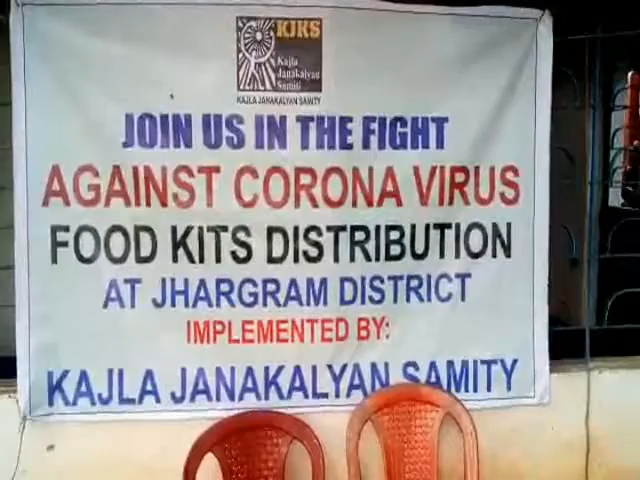 KJKS
Kajla
Janakalyan
Samiti
KAJLA JANAKALYAN SAMITY
JOIN US IN THE FIGHT
AGAINST CORONA VIRUS
FOOD KITS DISTRIBUTION
AT JHARGRAM DISTRICT
IMPLEMENTED BY:
KAJLA JANAKALYAN SAMITY